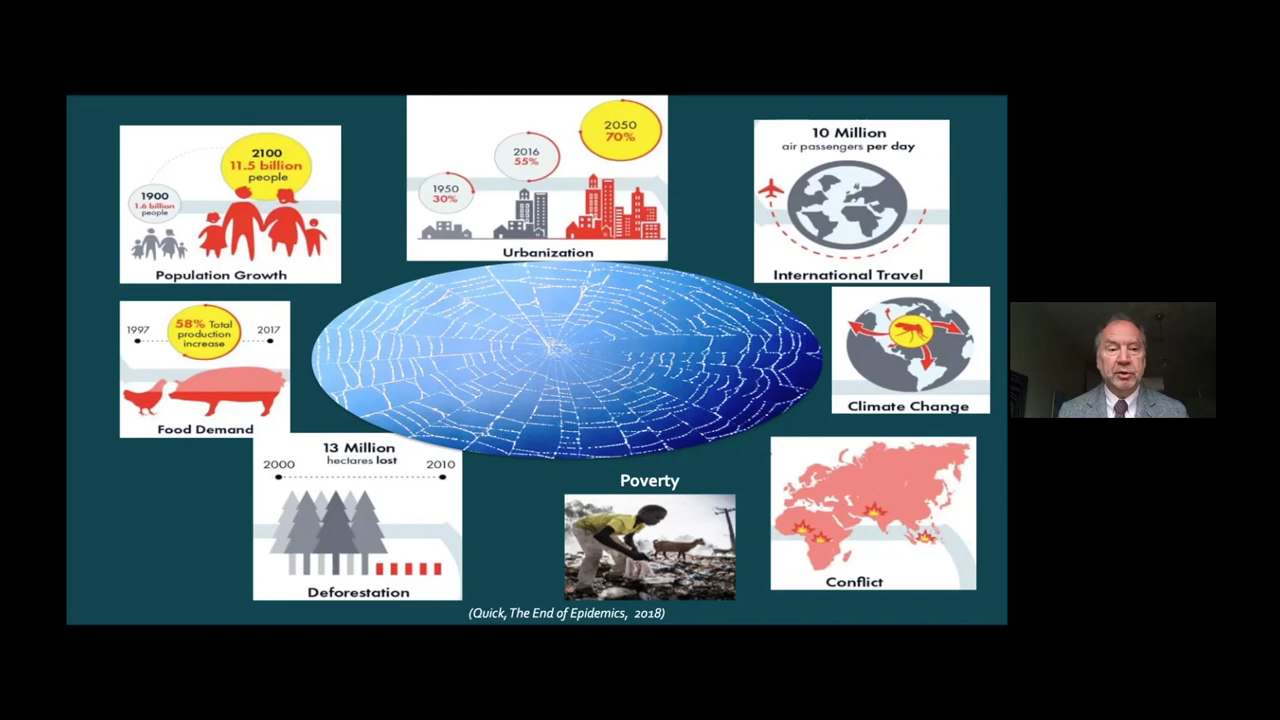 2100
11.5 billion
people
1900
1.6 billion
people
Population Growth
2050
70%
2016
55%
1950
30%
Urbanization
10 Million
air passengers per day
International Travel
1997
58% Total
production
increase
2017
Food Demand
Climate Change
13 Million
hectares lost
2000
2010
Deforestation
Poverty
Conflict
(Quick, The End of Epidemics, 2018)